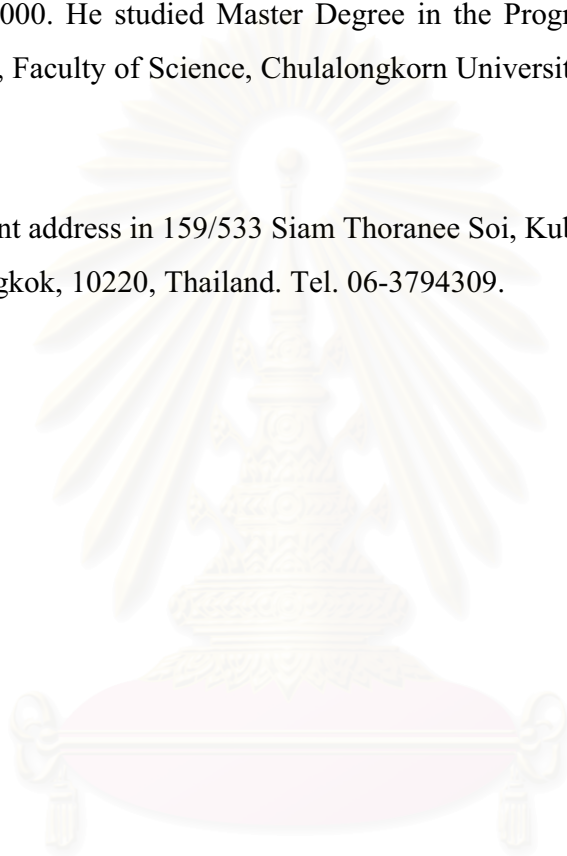 000. He studied Master Degree in the Progr
, Faculty of Science, Chulalongkorn Universit
nt address in 159/533 Siam Thoranee Soi, Kub
gkok, 10220, Thailand. Tel. 06-3794309.